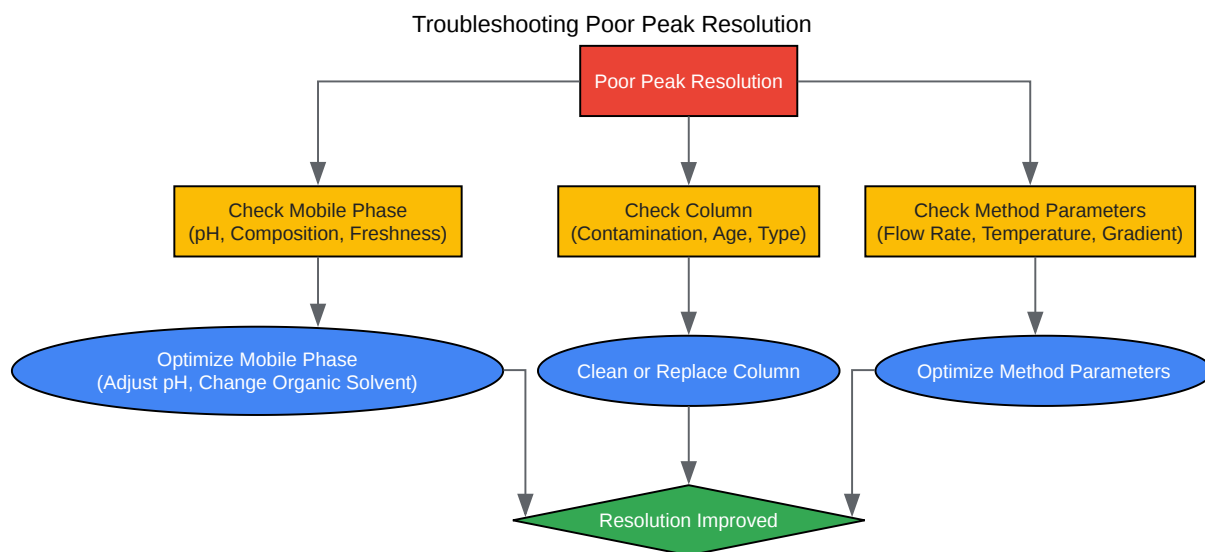 Troubleshooting Poor Peak Resolution
Poor Peak Resolution
Check Mobile Phase
(pH, Composition, Freshness)
Check Column
(Contamination, Age, Type)
Check Method Parameters
(Flow Rate, Temperature, Gradient)
Optimize Mobile Phase
(Adjust pH, Change Organic Solvent)
Clean or Replace Column
Optimize Method Parameters
Resolution Improved